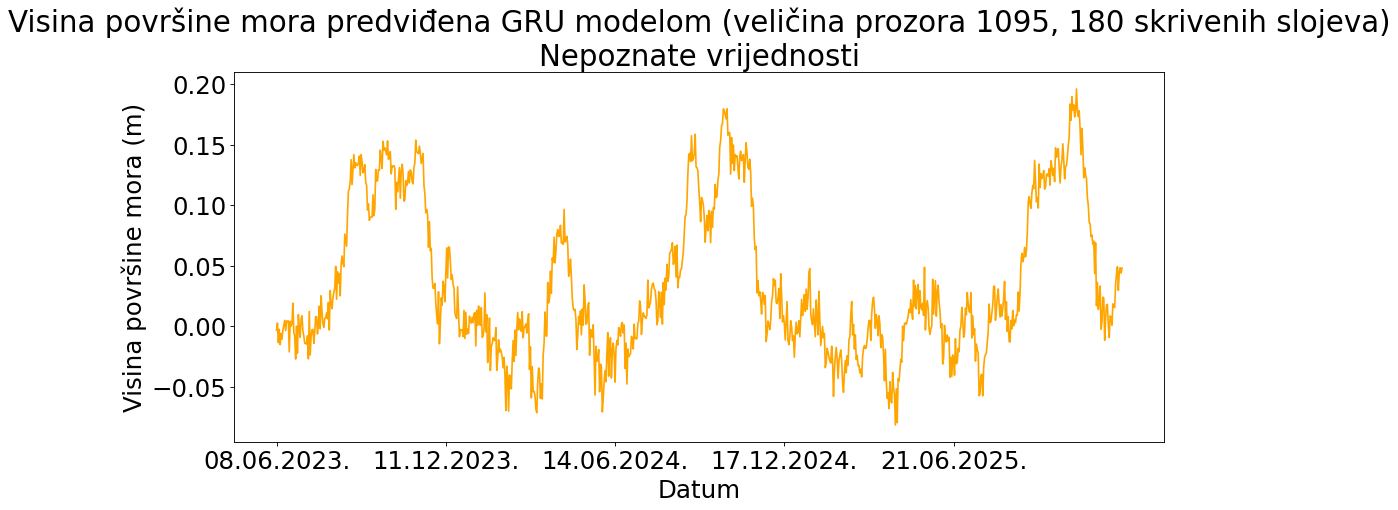 Visina površine mora predviđena GRU modelom (veličina prozora 1095, 180 skrivenih slojeva)
Nepoznate vrijednosti
Visina površine mora (m)
0.20
0.15
0.10
0.05
0.00
−0.05
08.06.2023. 11.12.2023. 14.06.2024. 17.12.2024. 21.06.2025.
Datum